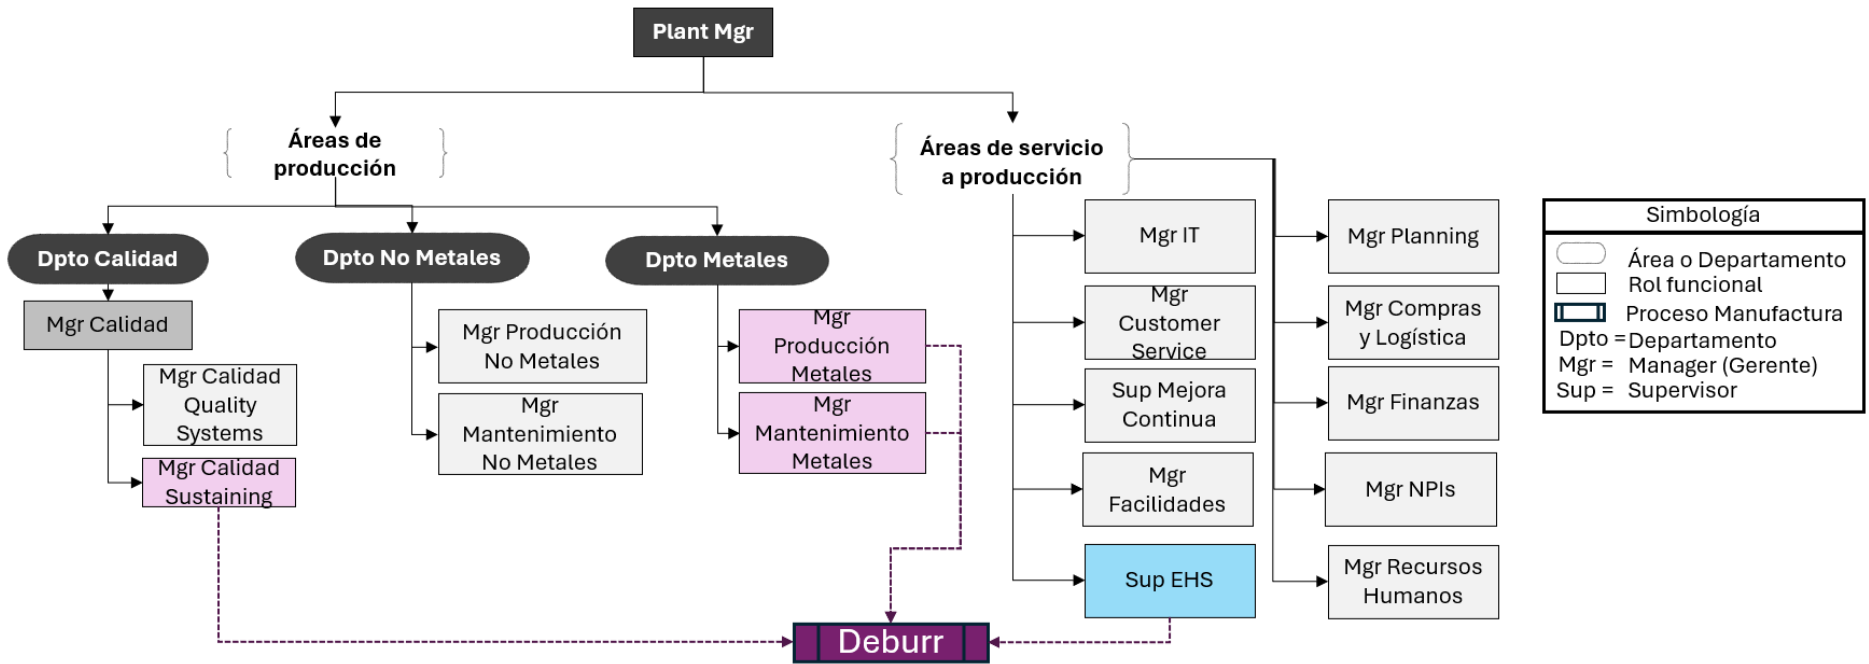 Plant Mgr
Áreas de
producción
Áreas de servicio
a producción
Dpto Calidad
Dpto No Metales
Dpto Metales
Mgr Calidad
Mgr Calidad
Quality
Systems
Mgr Calidad
Sustaining
Mgr Producción
No Metales
Mgr
Mantenimiento
No Metales
Mgr
Producción
Metales
Mgr
Mantenimiento
Metales
Mgr IT
Mgr
Customer
Service
Sup Mejora
Continua
Mgr
Facilidades
Sup EHS
Mgr Planning
Mgr Compras
y Logística
Mgr Finanzas
Mgr NPIs
Mgr Recursos
Humanos
Deburr
Simbología
Área o Departamento
Rol funcional
Proceso Manufactura
Dpto = Departamento
Mgr = Manager (Gerente)
Sup = Supervisor